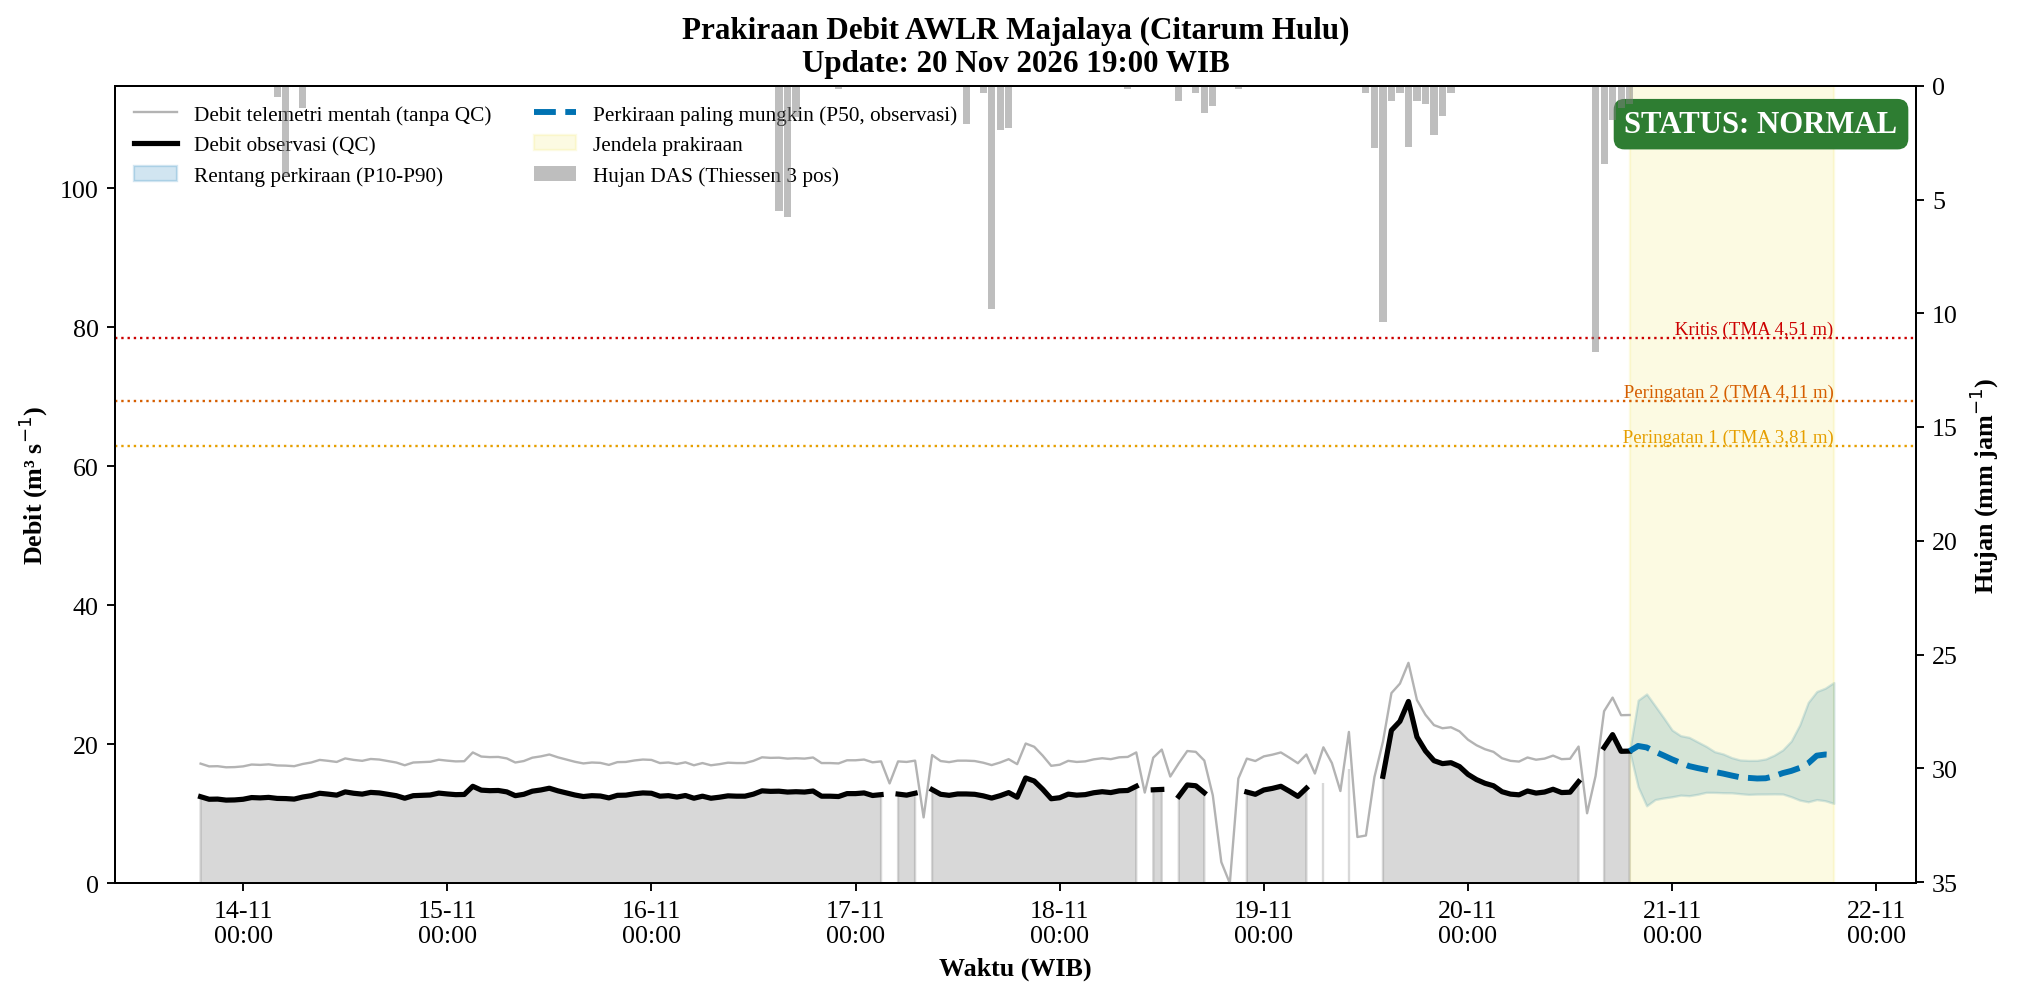 Prakiraan Debit AWLR Majalaya (Citarum Hulu)
Update: 20 Nov 2026 19:00 WIB
Debit telemetri mentah (tanpa QC)
Debit observasi (QC)
Rentang perkiraan (P10-P90)
Perkiraan paling mungkin (P50, observasi)
Jendela prakiraan
Hujan DAS (Thiessen 3 pos)
STATUS: NORMAL
Kritis (TMA 4,51 m)
Peringatan 2 (TMA 4,11 m)
Peringatan 1 (TMA 3,81 m)
Debit (m³ s⁻¹)
100
80
60
40
20
0
Hujan (mm jam⁻¹)
0
5
10
15
20
25
30
35
14-11
00:00
15-11
00:00
16-11
00:00
17-11
00:00
18-11
00:00
19-11
00:00
20-11
00:00
21-11
00:00
22-11
00:00
Waktu (WIB)